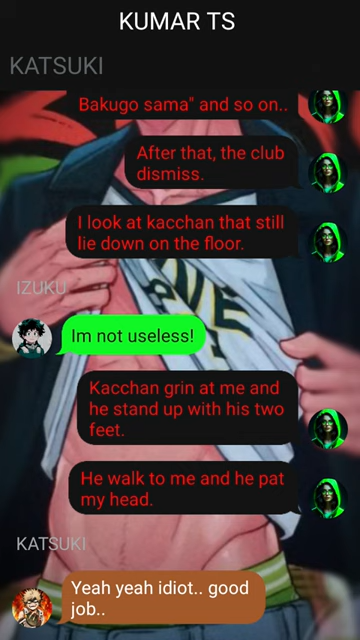 KUMAR TS
KATSUKI
Bakugo sama" and so on..
After that, the club
dismiss.
I look at kacchan that still
lie down on the floor.
IZUKU
Im not useless!
Kacchan grin at me and
he stand up with his two
feet.
He walk to me and he pat
my head.
KATSUKI
Yeah yeah idiot.. good
job..